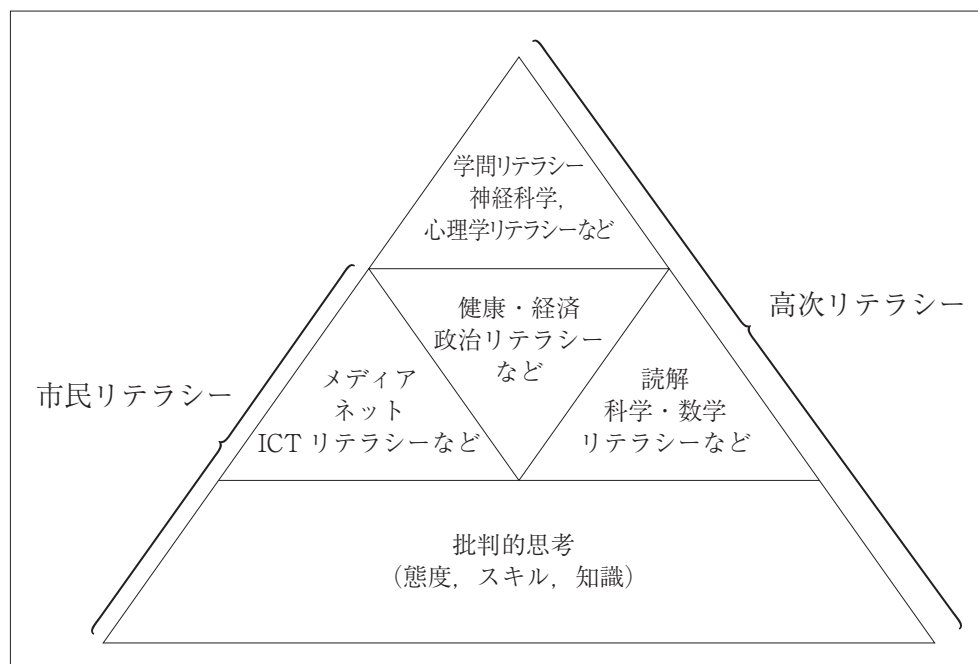 学問リテラシー
神経科学，
心理学リテラシーなど
高次リテラシー
市民リテラシー
健康・経済
政治リテラシー
など
メディア
ネット
ICT リテラシーなど
読解
科学・数学
リテラシーなど
批判的思考
（態度，スキル，知識）